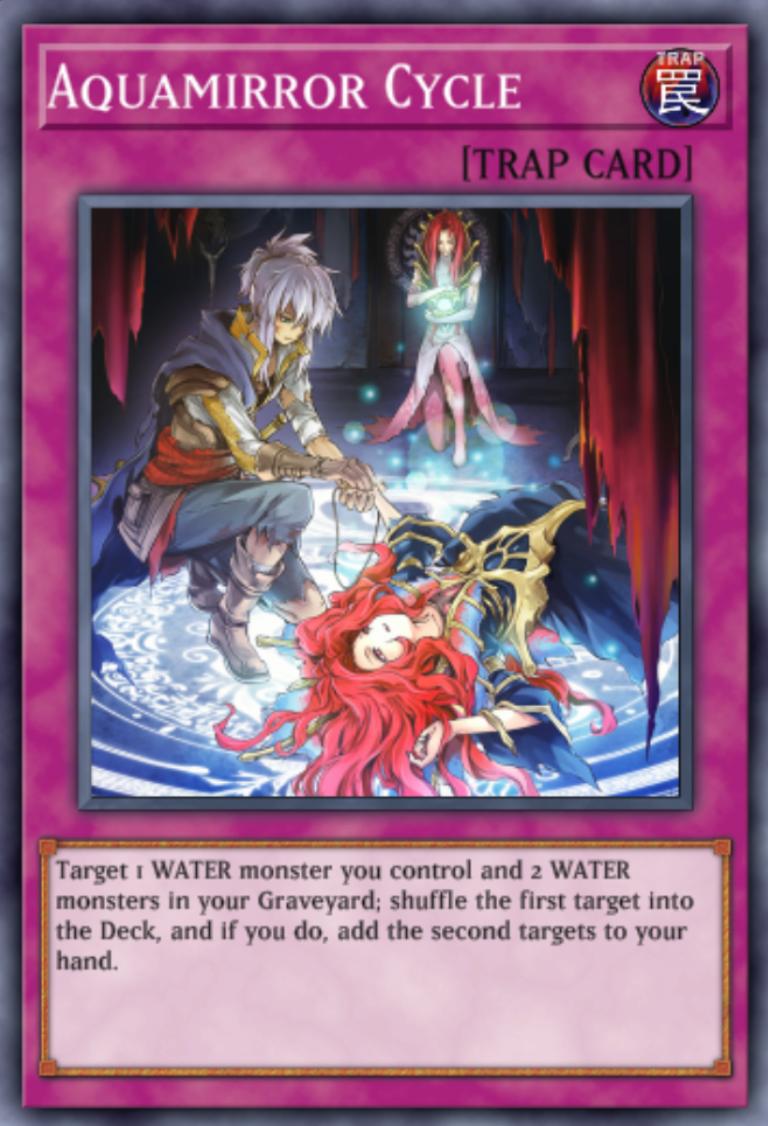 Aquamirror Cycle
TRAP
罠
[TRAP CARD]
Target 1 WATER monster you control and 2 WATER
monsters in your Graveyard; shuffle the first target into
the Deck, and if you do, add the second targets to your
hand.